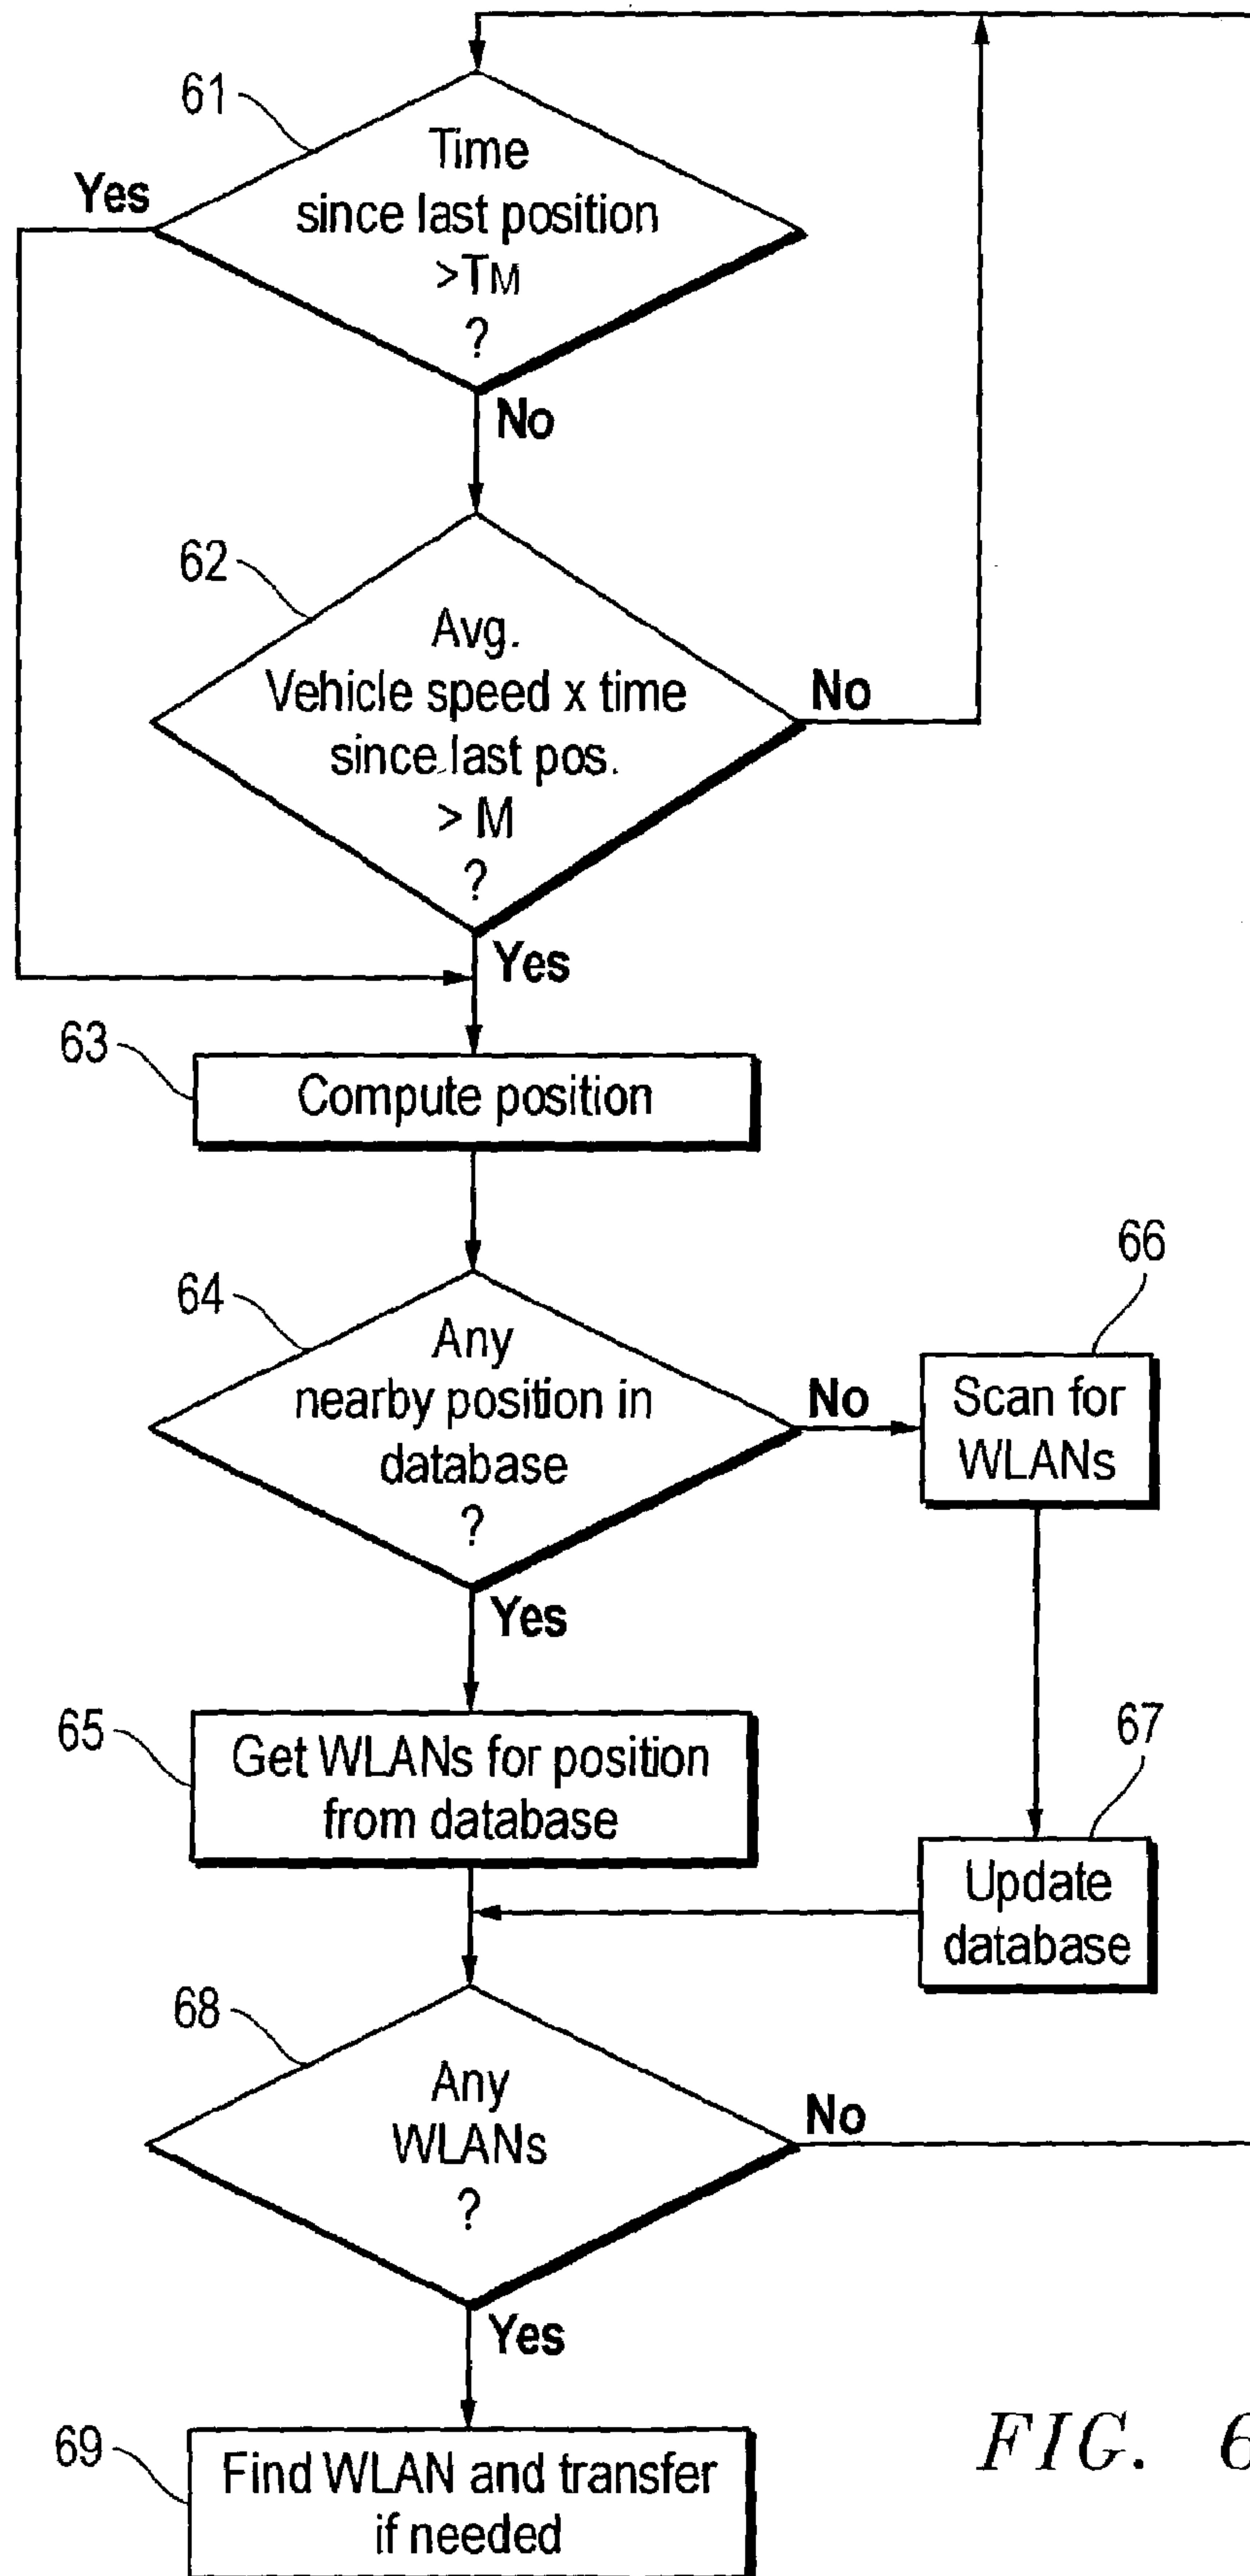 61
Yes
Time
since last position
>TM
?
No
62
Avg.
Vehicle speed x time
since last pos.
> M
?
No
Yes
63
Compute position
64
Any
nearby position in
database
?
No
66
Scan for
WLANs
Yes
65
Get WLANs for position
from database
67
Update
database
68
Any
WLANs
?
No
Yes
69
Find WLAN and transfer
if needed
FIG. 6